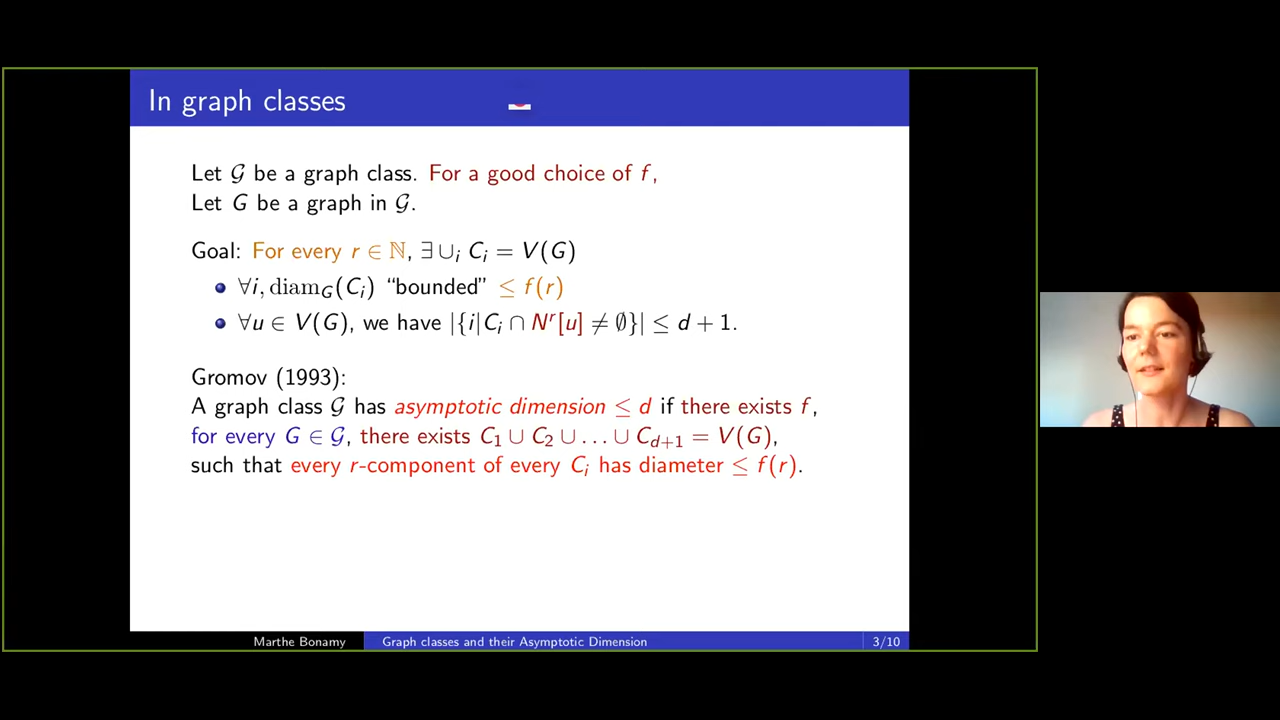 In graph classes
Let 𝒢 be a graph class. For a good choice of f,
Let G be a graph in 𝒢.
Goal: For every r ∈ ℕ, ∃ ∪ᵢ Cᵢ = V(G)
∀i, diam_G(Cᵢ) “bounded” ≤ f(r)
∀u ∈ V(G), we have |{i|Cᵢ ∩ Nʳ[u] ≠ ∅}| ≤ d + 1.
Gromov (1993):
A graph class 𝒢 has asymptotic dimension ≤ d if there exists f,
for every G ∈ 𝒢, there exists C₁ ∪ C₂ ∪ … ∪ C_{d+1} = V(G),
such that every r-component of every Cᵢ has diameter ≤ f(r).
Marthe Bonamy Graph classes and their Asymptotic Dimension 3/10